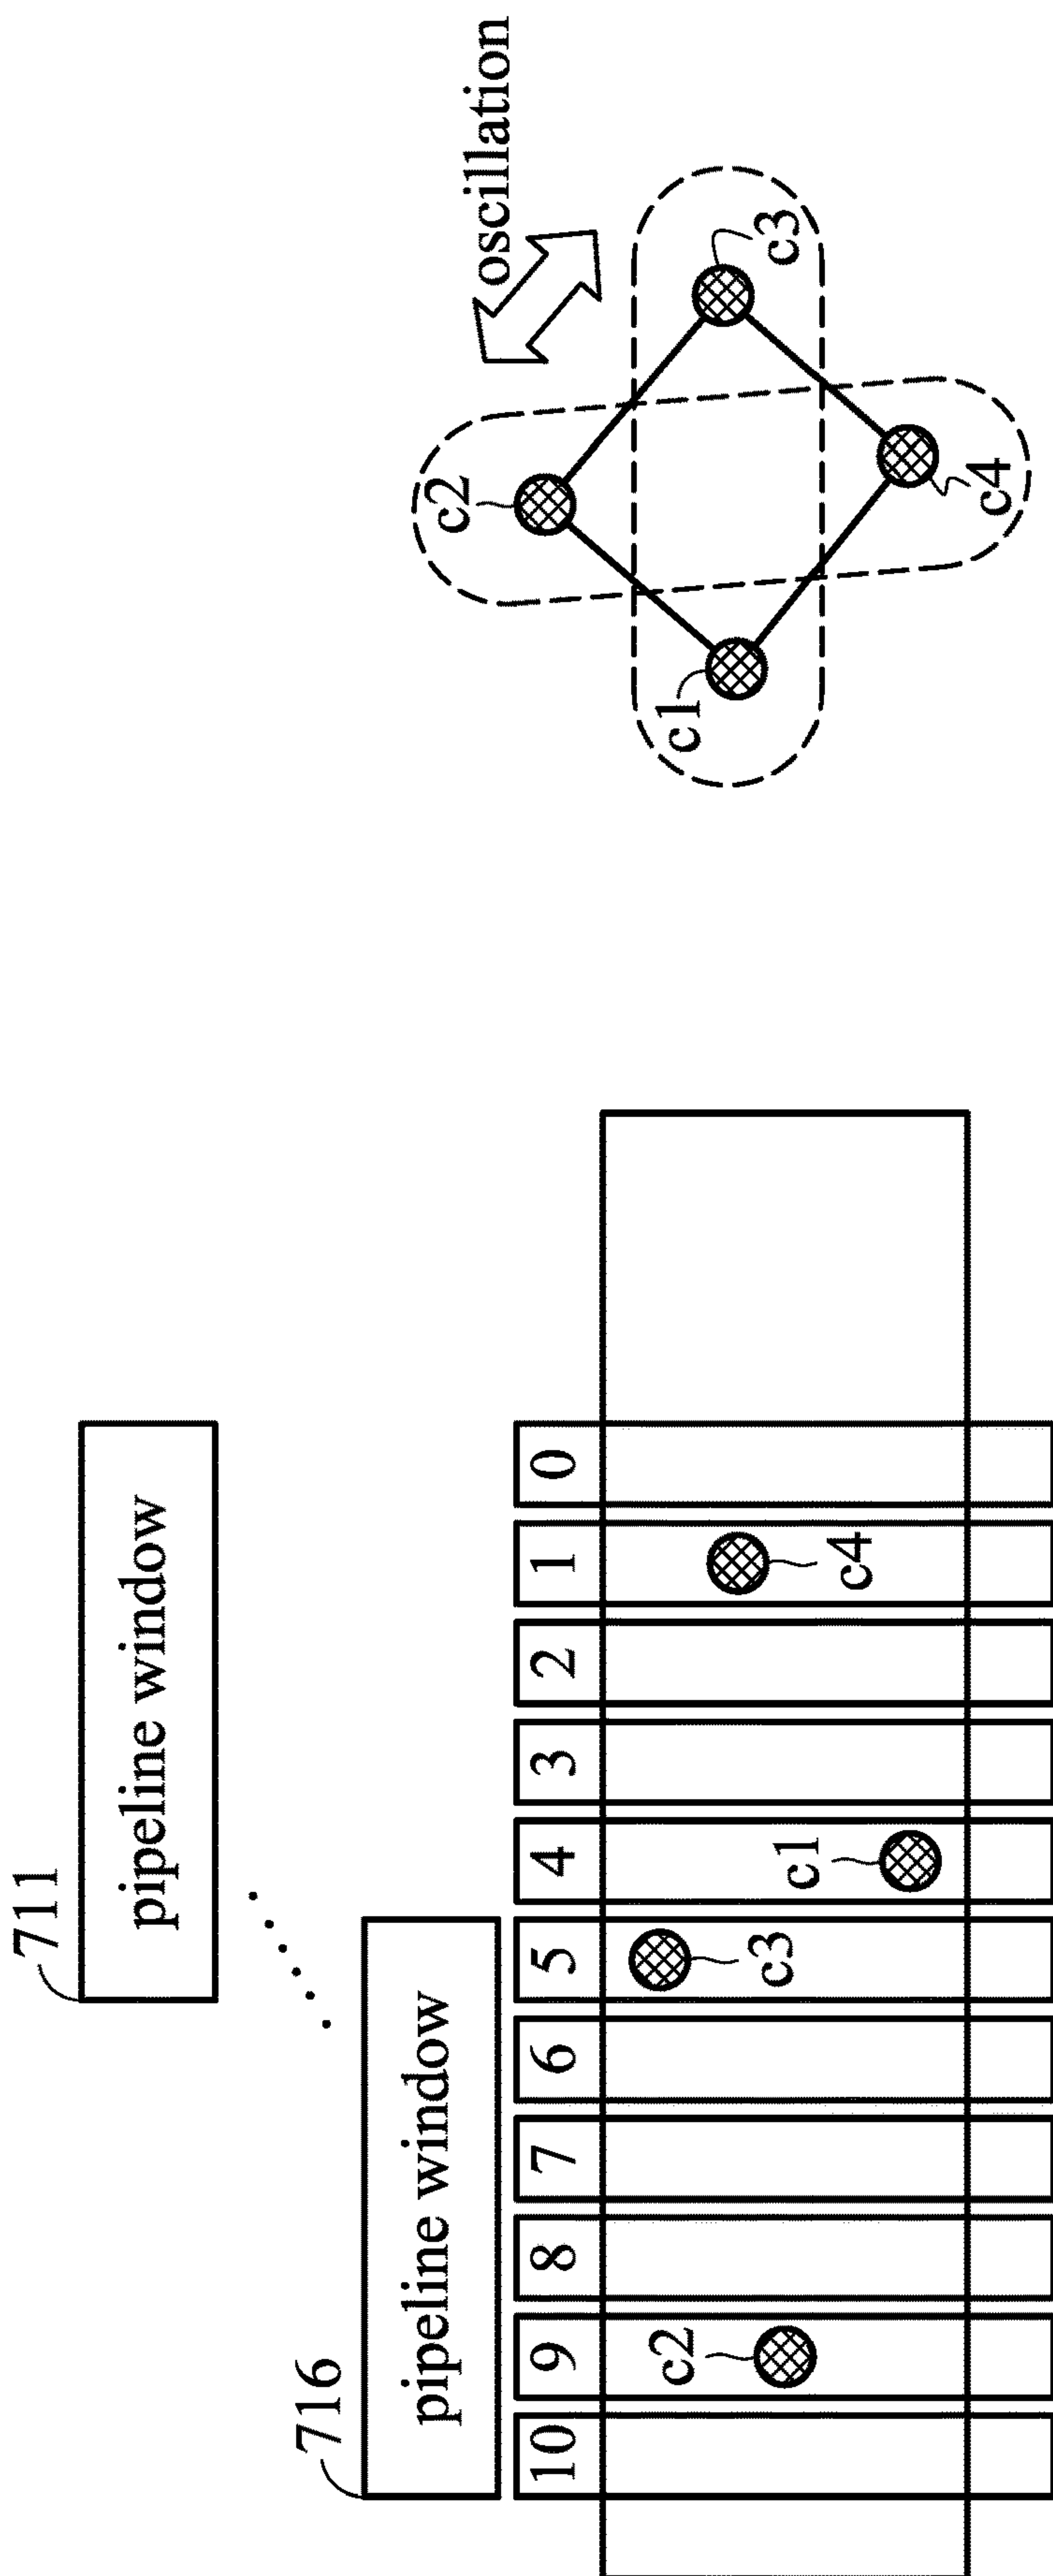 711
pipeline window
716
pipeline window
10 9 8 7 6 5 4 3 2 1 0
c2
c3
c1
c4
oscillation
c2
c1
c3
c4